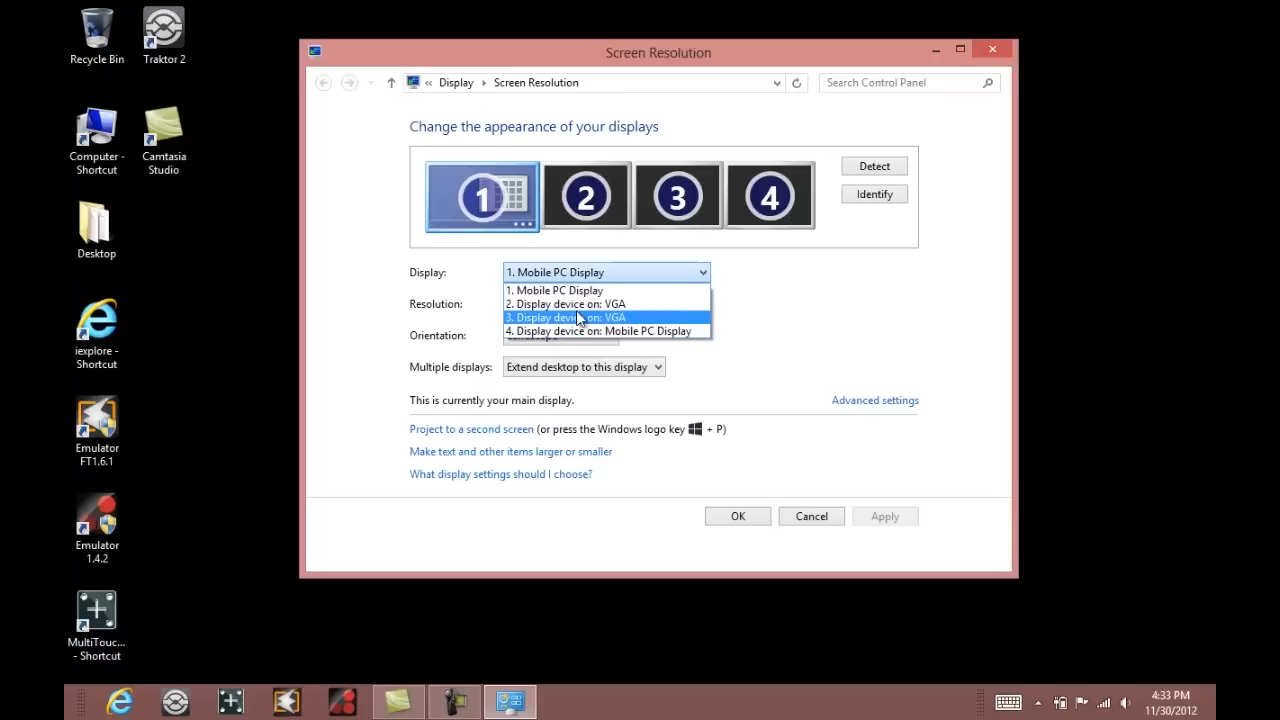 Recycle Bin
Traktor 2
Computer -
Shortcut
Camtasia
Studio
Desktop
iexplore -
Shortcut
Emulator
FT1.6.1
Emulator
1.4.2
MultiTouc...
- Shortcut
Screen Resolution
« Display Screen Resolution
Search Control Panel
Change the appearance of your displays
1 2 3 4
Detect
Identify
Display: 1. Mobile PC Display
1. Mobile PC Display
2. Display device on: VGA
3. Display device on: VGA
4. Display device on: Mobile PC Display
Resolution:
Orientation:
Multiple displays: Extend desktop to this display
This is currently your main display.
Advanced settings
Project to a second screen (or press the Windows logo key + P)
Make text and other items larger or smaller
What display settings should I choose?
OK Cancel Apply
4:33 PM
11/30/2012